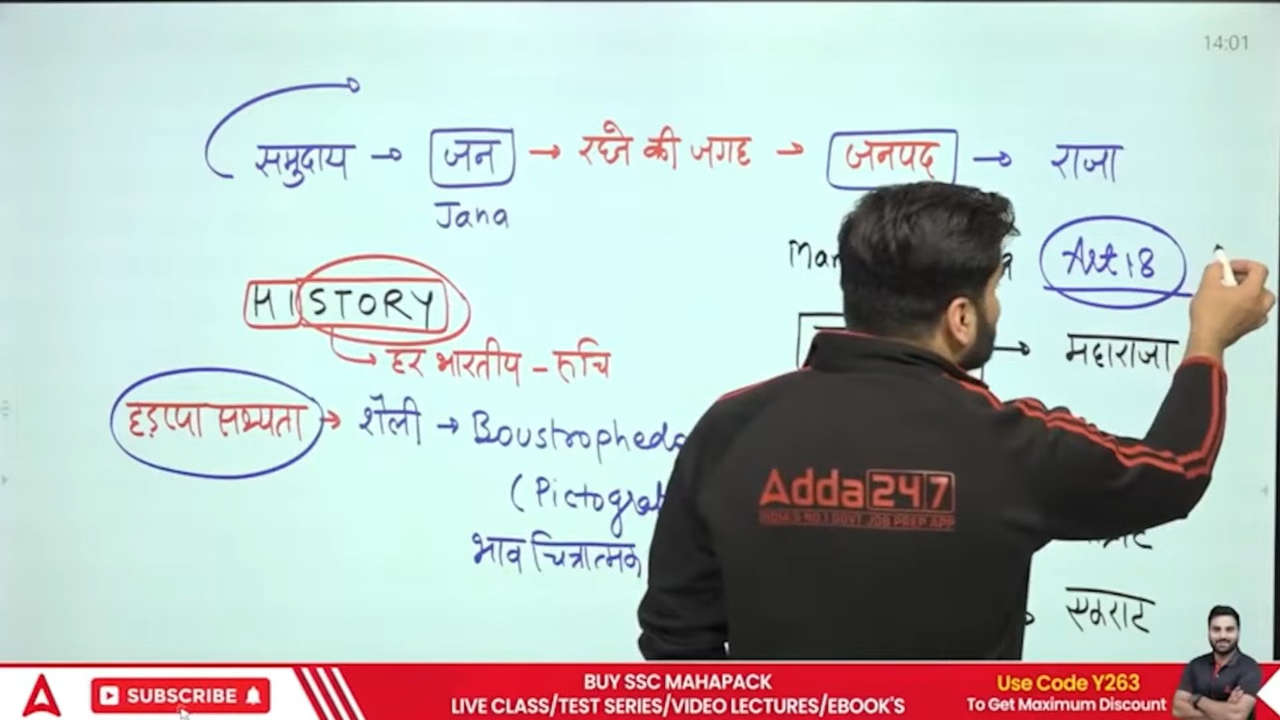 14:01
समुदाय → जन → रहने की जगह → जनपद → राजा
Jana
Art 18
HISTORY
→ महाराजा
→ हर भारतीय - रूचि
हड़प्पा सभ्यता → शैली → Boustrophedo
(Pictograp
भाव चित्रात्मक
एकराट
Adda247
INDIA'S NO.1 GOVT JOB PREP APP
SUBSCRIBE
BUY SSC MAHAPACK
LIVE CLASS/TEST SERIES/VIDEO LECTURES/EBOOK'S
Use Code Y263
To Get Maximum Discount